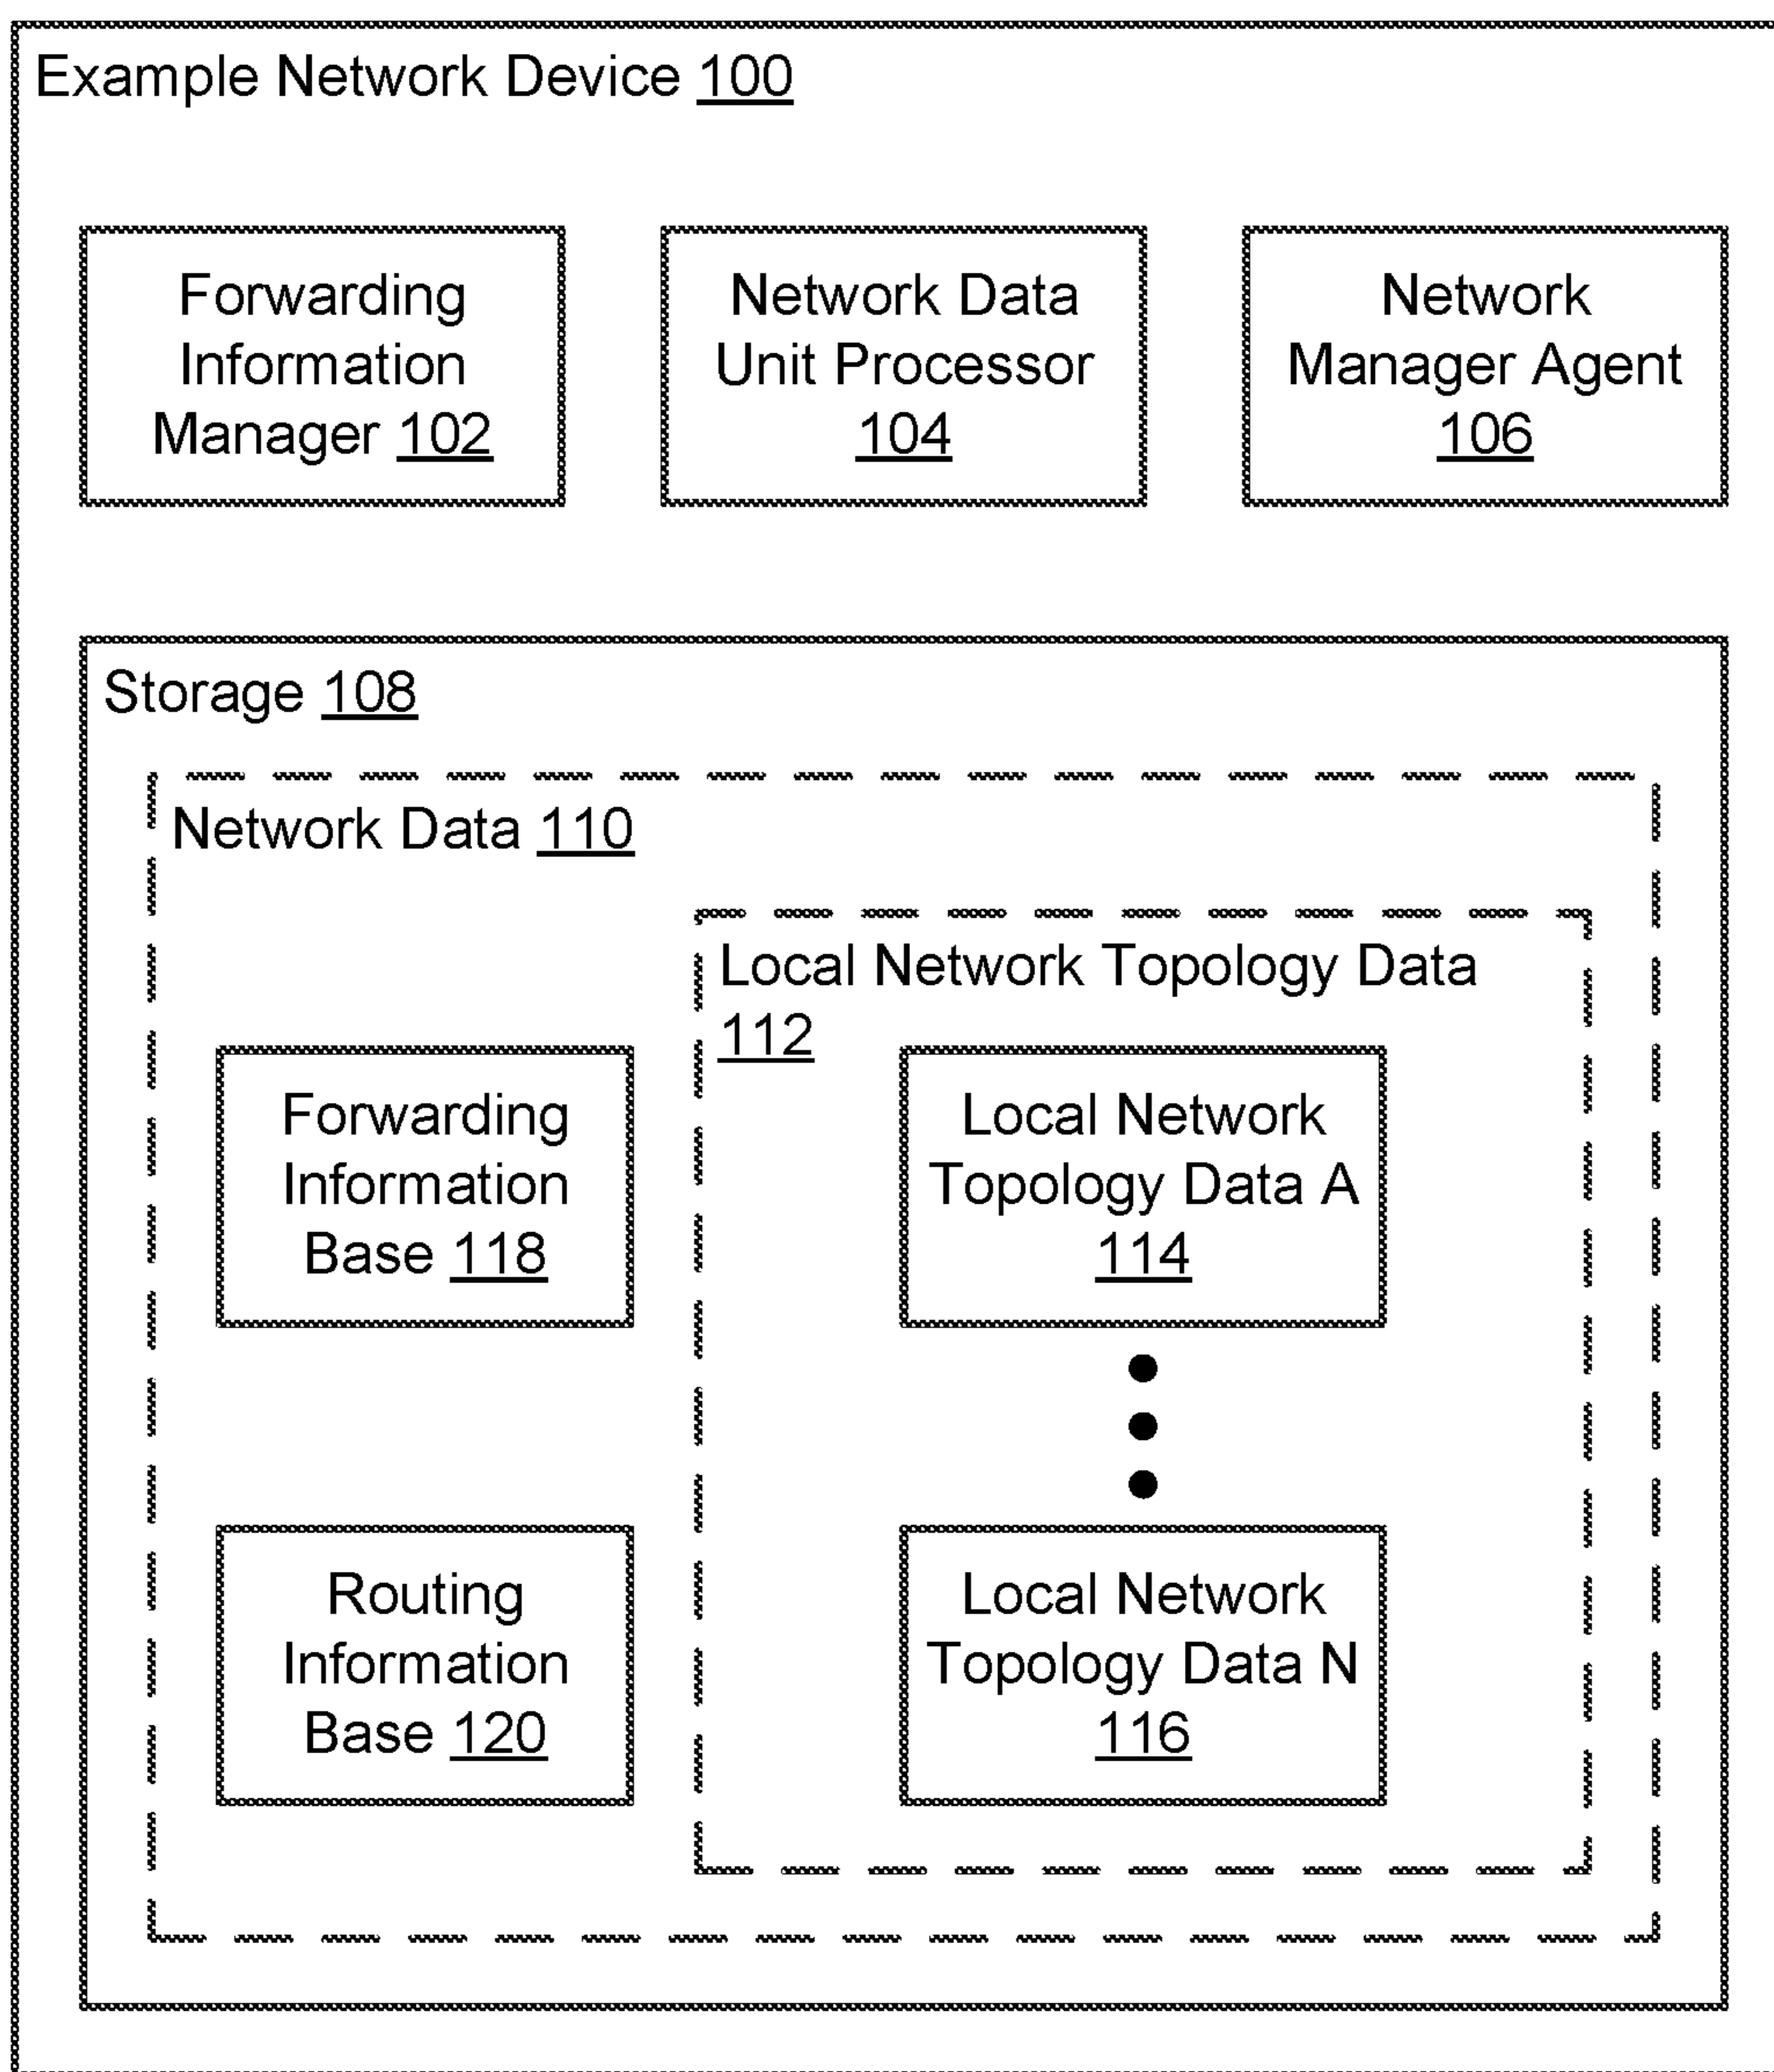 Example Network Device 100
Forwarding
Information
Manager 102
Network Data
Unit Processor
104
Network
Manager Agent
106
Storage 108
Network Data 110
Local Network Topology Data
112
Forwarding
Information
Base 118
Local Network
Topology Data A
114
Routing
Information
Base 120
Local Network
Topology Data N
116